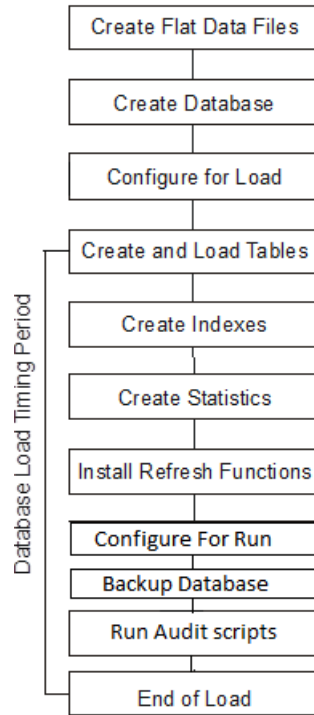 Create Flat Data Files
Create Database
Configure for Load
Create and Load Tables
Create Indexes
Create Statistics
Install Refresh Functions
Configure For Run
Backup Database
Run Audit scripts
End of Load
Database Load Timing Period